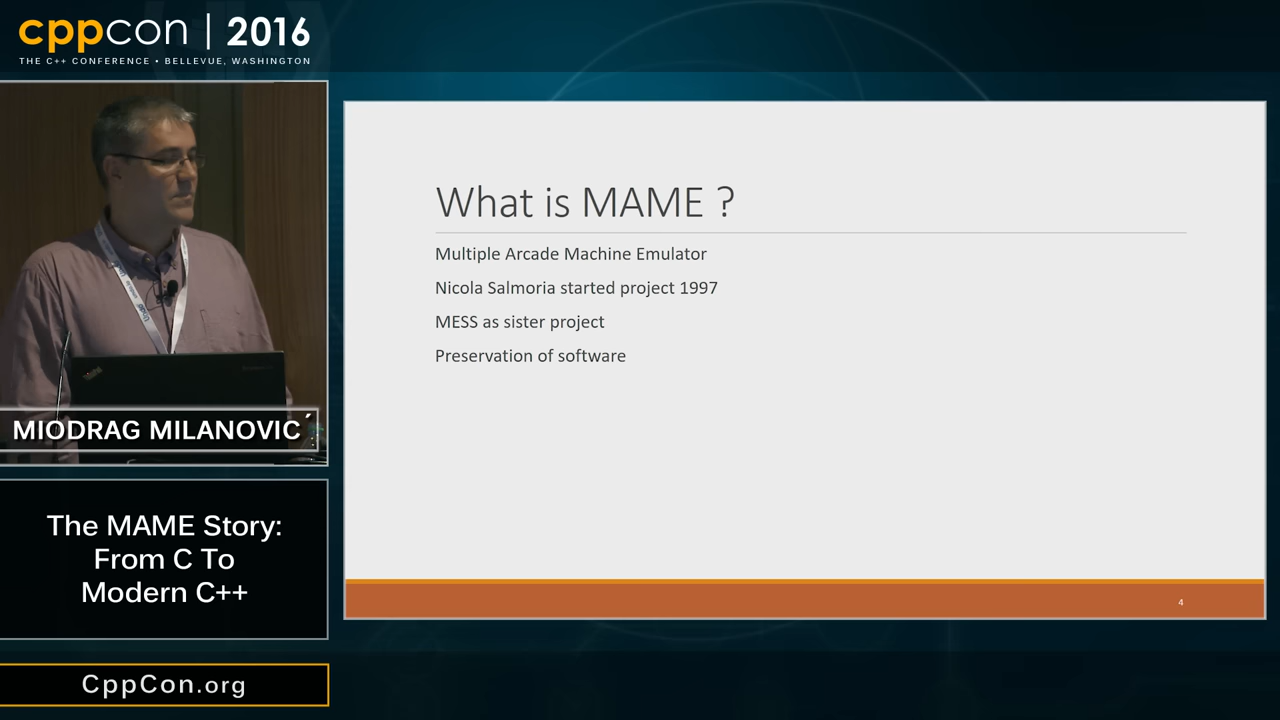 cppcon | 2016
THE C++ CONFERENCE • BELLEVUE, WASHINGTON
MIODRAG MILANOVIC´
The MAME Story:
From C To
Modern C++
CppCon.org
What is MAME ?
Multiple Arcade Machine Emulator
Nicola Salmoria started project 1997
MESS as sister project
Preservation of software
4